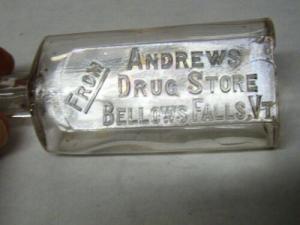 FROM
ANDREWS
DRUG STORE
BELLOWS FALLS, VT